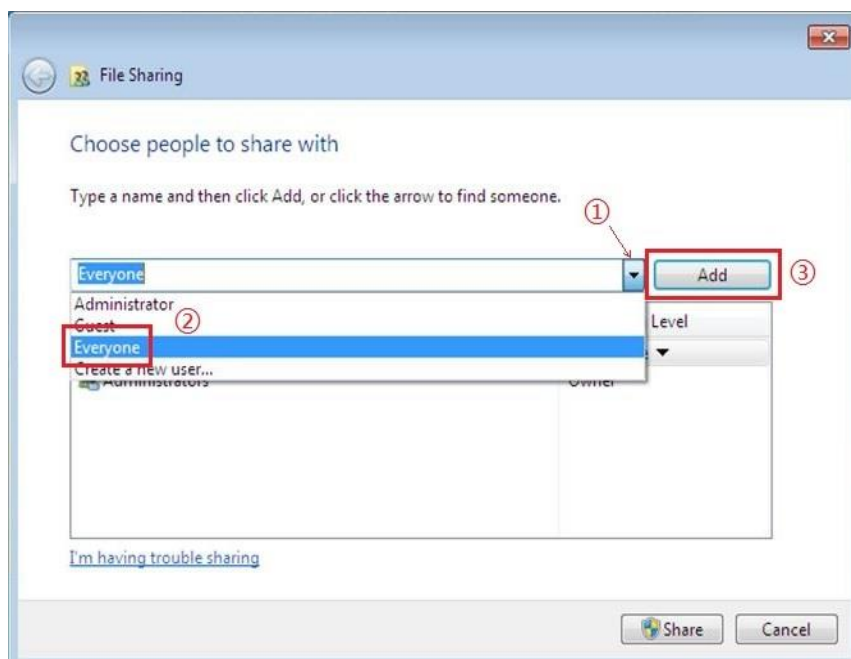 File Sharing
Choose people to share with
Type a name and then click Add, or click the arrow to find someone.
①
Everyone
Add
③
Administrator
②
Guest
Level
Everyone
Create a new user...
Administrators
Owner
I'm having trouble sharing
Share
Cancel